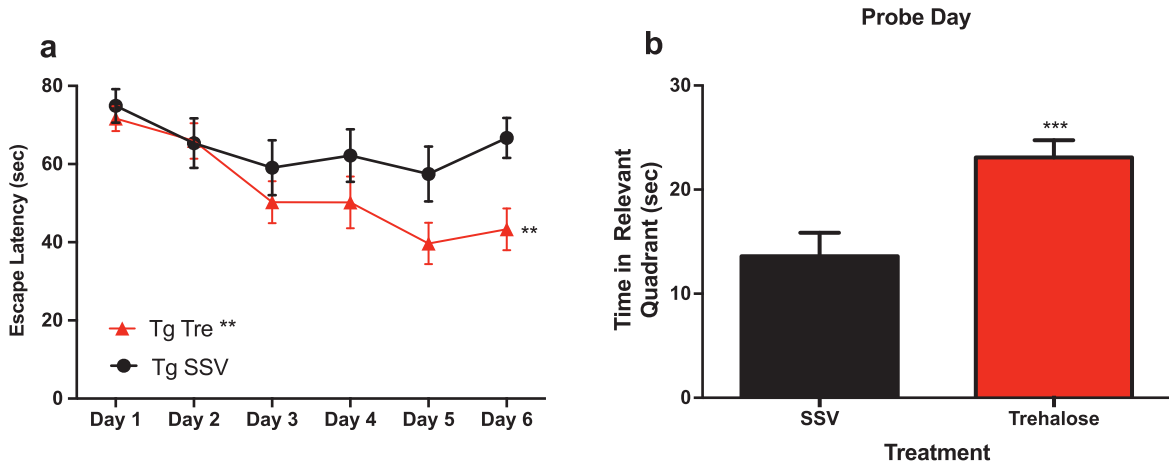 a
80
60
40
20
0
Escape Latency (sec)
**
Tg Tre **
Tg SSV
Day 1 Day 2 Day 3 Day 4 Day 5 Day 6
Probe Day
b
30
20
10
0
Time in Relevant
Quadrant (sec)
***
SSV Trehalose
Treatment